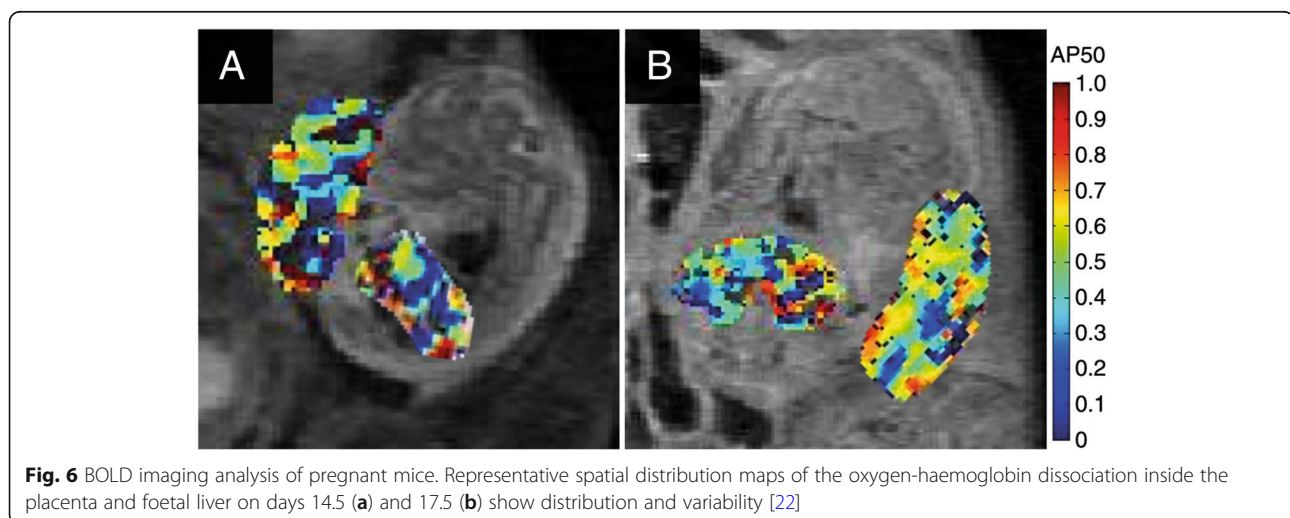 A
B
AP50
1.0
0.9
0.8
0.7
0.6
0.5
0.4
0.3
0.2
0.1
0
Fig. 6 BOLD imaging analysis of pregnant mice. Representative spatial distribution maps of the oxygen-haemoglobin dissociation inside the
placenta and foetal liver on days 14.5 (a) and 17.5 (b) show distribution and variability [22]